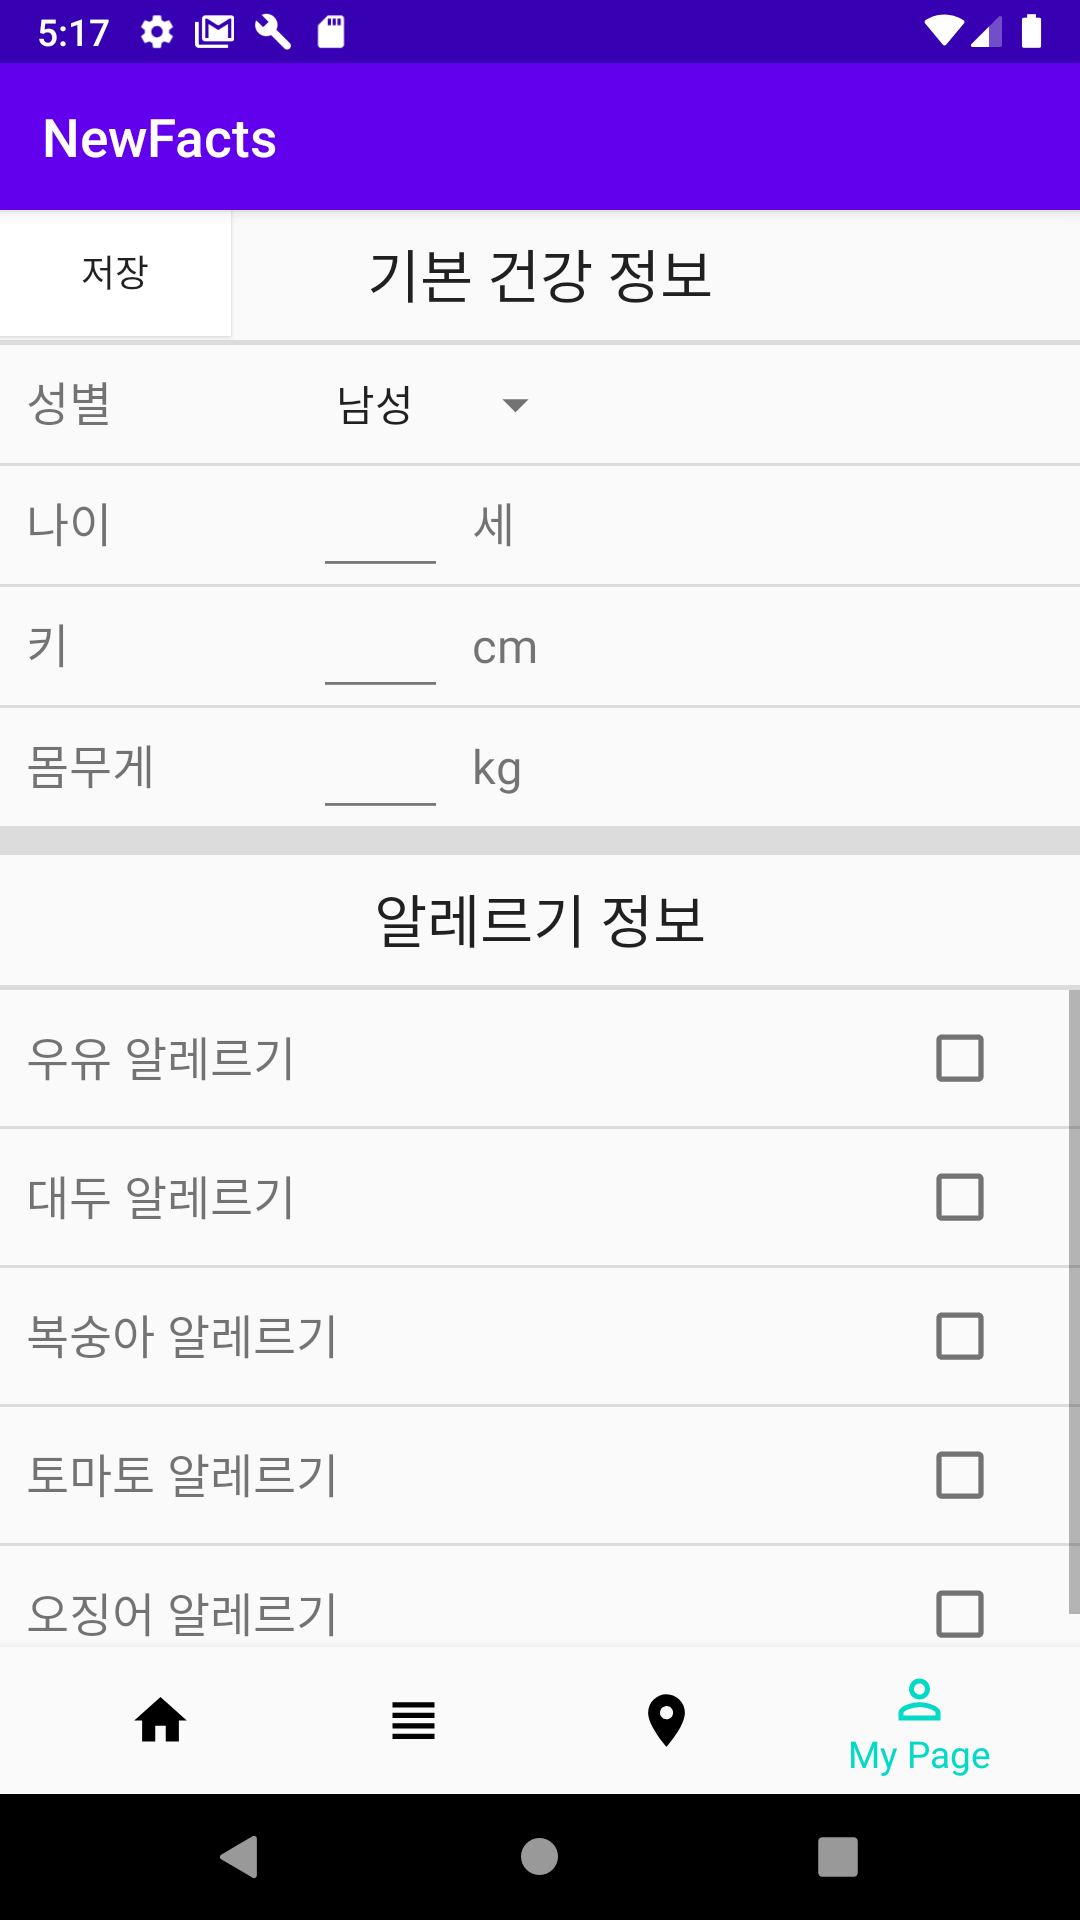 5:17
NewFacts
저장
기본 건강 정보
성별 남성
나이 세
키 cm
몸무게 kg
알레르기 정보
우유 알레르기
대두 알레르기
복숭아 알레르기
토마토 알레르기
오징어 알레르기
My Page